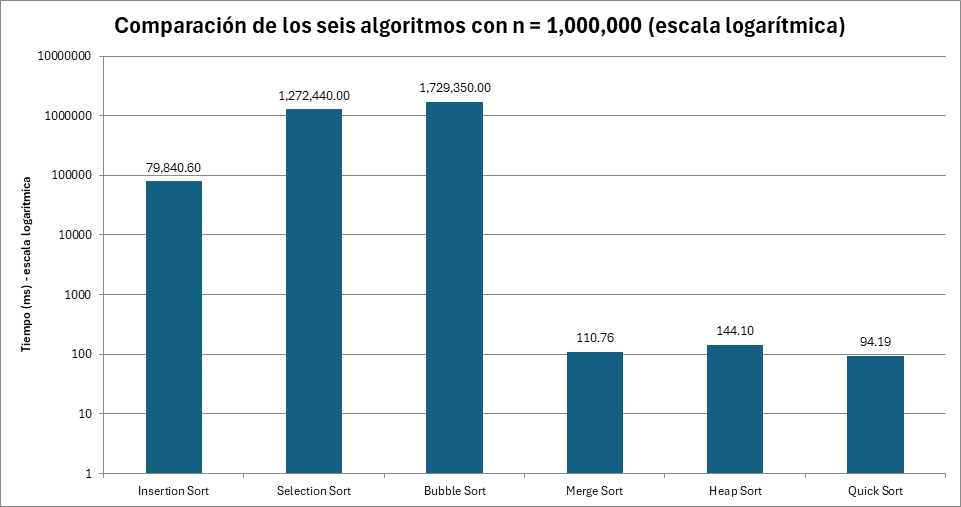 Comparación de los seis algoritmos con n = 1,000,000 (escala logarítmica)
Tiempo (ms) - escala logarítmica
10000000
1000000
100000
10000
1000
100
10
1
79,840.60
1,272,440.00
1,729,350.00
110.76
144.10
94.19
Insertion Sort
Selection Sort
Bubble Sort
Merge Sort
Heap Sort
Quick Sort